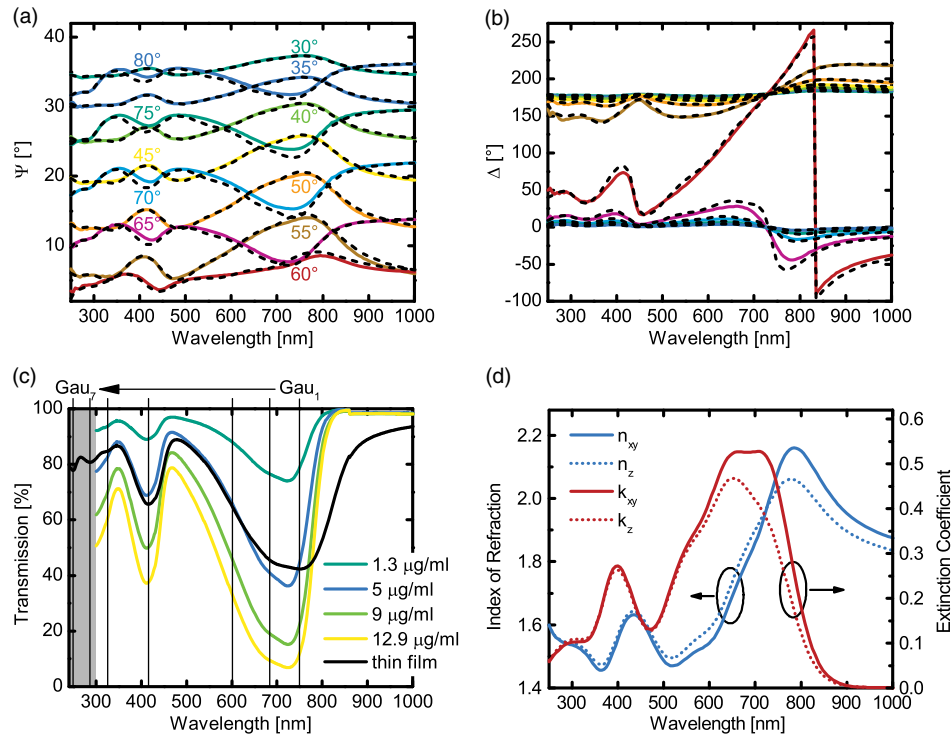 (a)
40
30
20
10
Ψ [°]
80°
30°
35°
75°
40°
45°
50°
70°
65°
55°
60°
300 400 500 600 700 800 900 1000
Wavelength [nm]
(b)
250
200
150
100
50
0
-50
-100
Δ [°]
300 400 500 600 700 800 900 1000
Wavelength [nm]
(c)
Gau7
Gau1
100
80
60
40
20
0
Transmission [%]
1.3 µg/ml
5 µg/ml
9 µg/ml
12.9 µg/ml
thin film
300 400 500 600 700 800 900 1000
Wavelength [nm]
(d)
2.2
2.0
1.8
1.6
1.4
Index of Refraction
nxy
nz
kxy
kz
0.6
0.5
0.4
0.3
0.2
0.1
0.0
Extinction Coefficient
300 400 500 600 700 800 900 1000
Wavelength [nm]